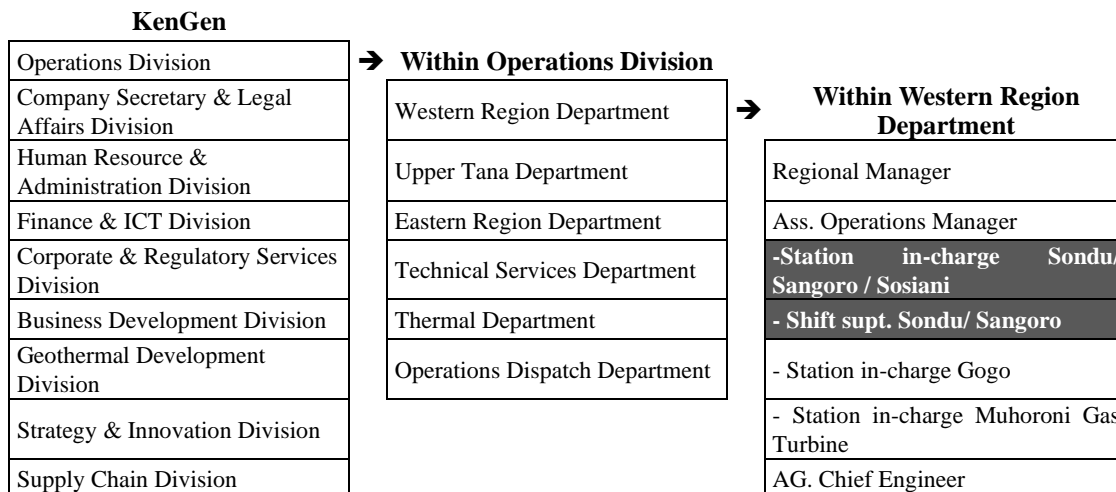 KenGen
Operations Division
Company Secretary & Legal
Affairs Division
Human Resource &
Administration Division
Finance & ICT Division
Corporate & Regulatory Services
Division
Business Development Division
Geothermal Development
Division
Strategy & Innovation Division
Supply Chain Division
➔ Within Operations Division
Western Region Department
Upper Tana Department
Eastern Region Department
Technical Services Department
Thermal Department
Operations Dispatch Department
➔ Within Western Region
Department
Regional Manager
Ass. Operations Manager
-Station in-charge Sondu/
Sangoro / Sosiani
- Shift supt. Sondu/ Sangoro
- Station in-charge Gogo
- Station in-charge Muhoroni Gas
Turbine
AG. Chief Engineer